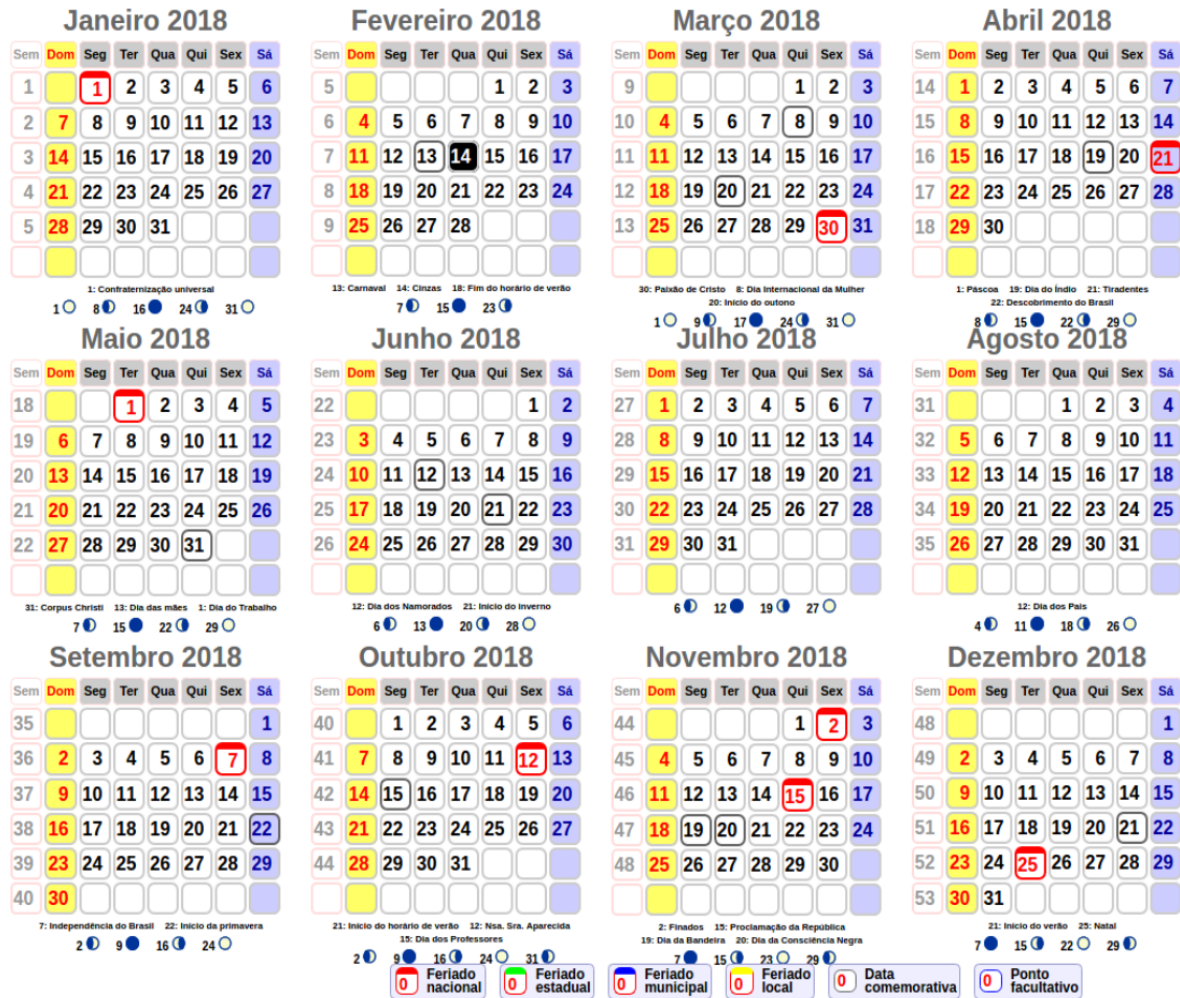 Janeiro 2018 Fevereiro 2018 Março 2018 Abril 2018
Sem Dom Seg Ter Qua Qui Sex Sá Sem Dom Seg Ter Qua Qui Sex Sá Sem Dom Seg Ter Qua Qui Sex Sá Sem Dom Seg Ter Qua Qui Sex Sá
1 1 2 3 4 5 6 5 1 2 3 9 1 2 3 14 1 2 3 4 5 6 7
2 7 8 9 10 11 12 13 6 4 5 6 7 8 9 10 10 4 5 6 7 8 9 10 15 8 9 10 11 12 13 14
3 14 15 16 17 18 19 20 7 11 12 13 14 15 16 17 11 11 12 13 14 15 16 17 16 15 16 17 18 19 20 21
4 21 22 23 24 25 26 27 8 18 19 20 21 22 23 24 12 18 19 20 21 22 23 24 17 22 23 24 25 26 27 28
5 28 29 30 31 9 25 26 27 28 13 25 26 27 28 29 30 31 18 29 30
1: Confraternização universal 13: Carnaval 14: Cinzas 18: Fim do horário de verão 30: Paixão de Cristo 8: Dia Internacional da Mulher 1: Páscoa 19: Dia do Índio 21: Tiradentes
20: Início do outono 22: Descobrimento do Brasil
1 8 16 24 31 7 15 23 1 9 17 24 31 8 15 22 29
Maio 2018 Junho 2018 Julho 2018 Agosto 2018
Sem Dom Seg Ter Qua Qui Sex Sá Sem Dom Seg Ter Qua Qui Sex Sá Sem Dom Seg Ter Qua Qui Sex Sá Sem Dom Seg Ter Qua Qui Sex Sá
18 1 2 3 4 5 22 1 2 27 1 2 3 4 5 6 7 31 1 2 3 4
19 6 7 8 9 10 11 12 23 3 4 5 6 7 8 9 28 8 9 10 11 12 13 14 32 5 6 7 8 9 10 11
20 13 14 15 16 17 18 19 24 10 11 12 13 14 15 16 29 15 16 17 18 19 20 21 33 12 13 14 15 16 17 18
21 20 21 22 23 24 25 26 25 17 18 19 20 21 22 23 30 22 23 24 25 26 27 28 34 19 20 21 22 23 24 25
22 27 28 29 30 31 26 24 25 26 27 28 29 30 31 29 30 31 35 26 27 28 29 30 31
31: Corpus Christi 13: Dia das mães 1: Dia do Trabalho 12: Dia dos Namorados 21: Início do inverno 6 12 19 27 12: Dia dos Pais
7 15 22 29 6 13 20 28 4 11 18 26
Setembro 2018 Outubro 2018 Novembro 2018 Dezembro 2018
Sem Dom Seg Ter Qua Qui Sex Sá Sem Dom Seg Ter Qua Qui Sex Sá Sem Dom Seg Ter Qua Qui Sex Sá Sem Dom Seg Ter Qua Qui Sex Sá
35 1 40 1 2 3 4 5 6 44 1 2 3 48 1
36 2 3 4 5 6 7 8 41 7 8 9 10 11 12 13 45 4 5 6 7 8 9 10 49 2 3 4 5 6 7 8
37 9 10 11 12 13 14 15 42 14 15 16 17 18 19 20 46 11 12 13 14 15 16 17 50 9 10 11 12 13 14 15
38 16 17 18 19 20 21 22 43 21 22 23 24 25 26 27 47 18 19 20 21 22 23 24 51 16 17 18 19 20 21 22
39 23 24 25 26 27 28 29 44 28 29 30 31 48 25 26 27 28 29 30 52 23 24 25 26 27 28 29
40 30 53 30 31
7: Independência do Brasil 22: Início da primavera 21: Início do horário de verão 12: Nsa. Sra. Aparecida 2: Finados 15: Proclamação da República 21: Início do verão 25: Natal
15: Dia dos Professores 19: Dia da Bandeira 20: Dia da Consciência Negra
2 9 16 24 2 9 16 24 31 7 15 23 29 7 15 22 29
0 Feriado nacional 0 Feriado estadual 0 Feriado municipal 0 Feriado local 0 Data comemorativa 0 Ponto facultativo